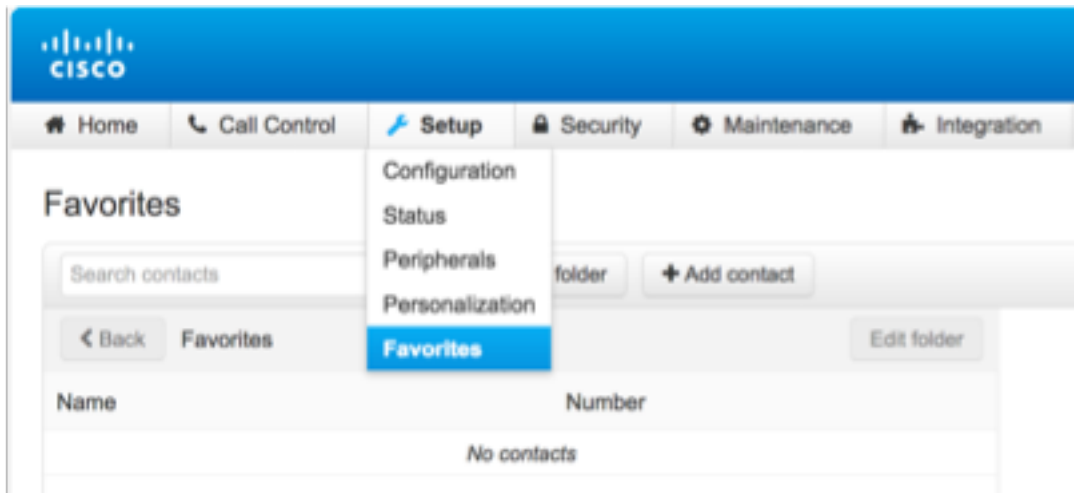 CISCO
Home Call Control Setup Security Maintenance Integration
Configuration
Favorites
Status
Peripherals
Search contacts folder + Add contact
Personalization
Back Favorites Favorites Edit folder
Name Number
No contacts